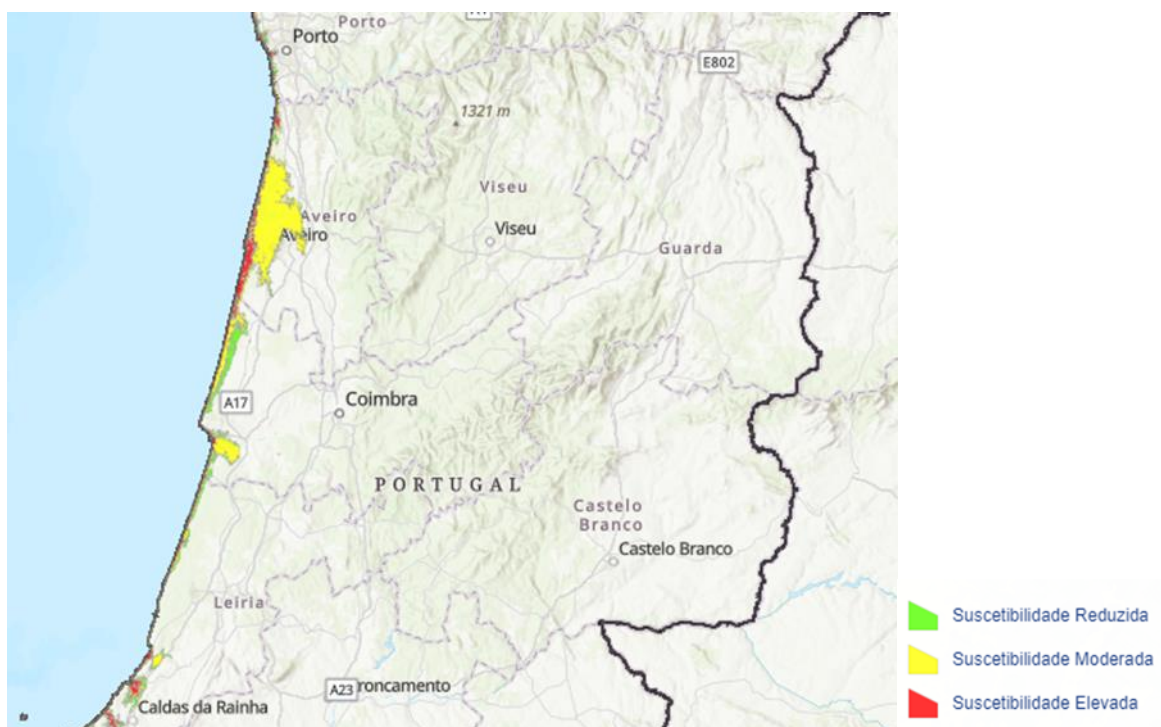 Porto
Porto
E802
1321 m
Viseu
Aveiro
Aveiro
Viseu
Guarda
A17
Coimbra
PORTUGAL
Castelo
Branco
Castelo Branco
Leiria
Suscetibilidade Reduzida
Suscetibilidade Moderada
A23 roncamento
Suscetibilidade Elevada
Caldas da Rainha